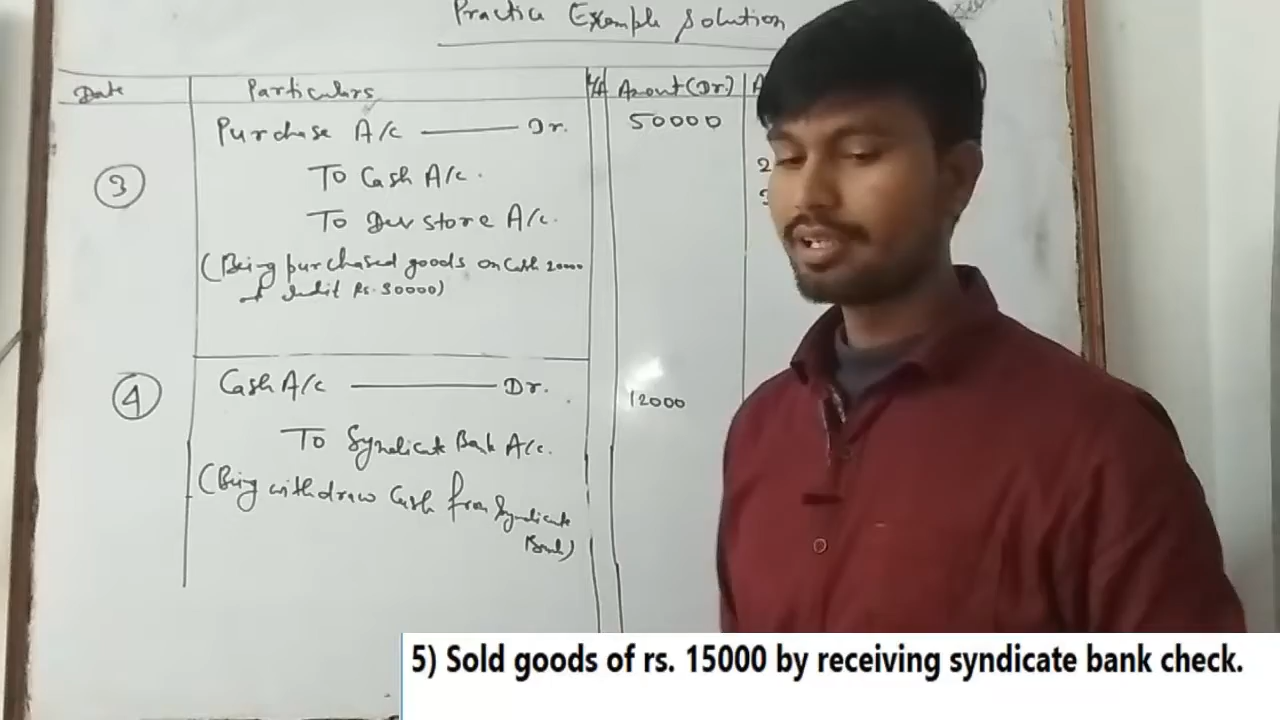 Practice Example Solution
Date Particulars Amount (Dr.) A
Purchase A/c Dr. 50000
③ To Cash A/c. 2
To Dev store A/c. 3
(Being purchased goods on Cash 20000
Rs. 30000)
④ Cash A/c Dr. 12000
To Syndicate Bank A/c.
(Being withdraw Cash from Syndicate
Bank)
5) Sold goods of rs. 15000 by receiving syndicate bank check.